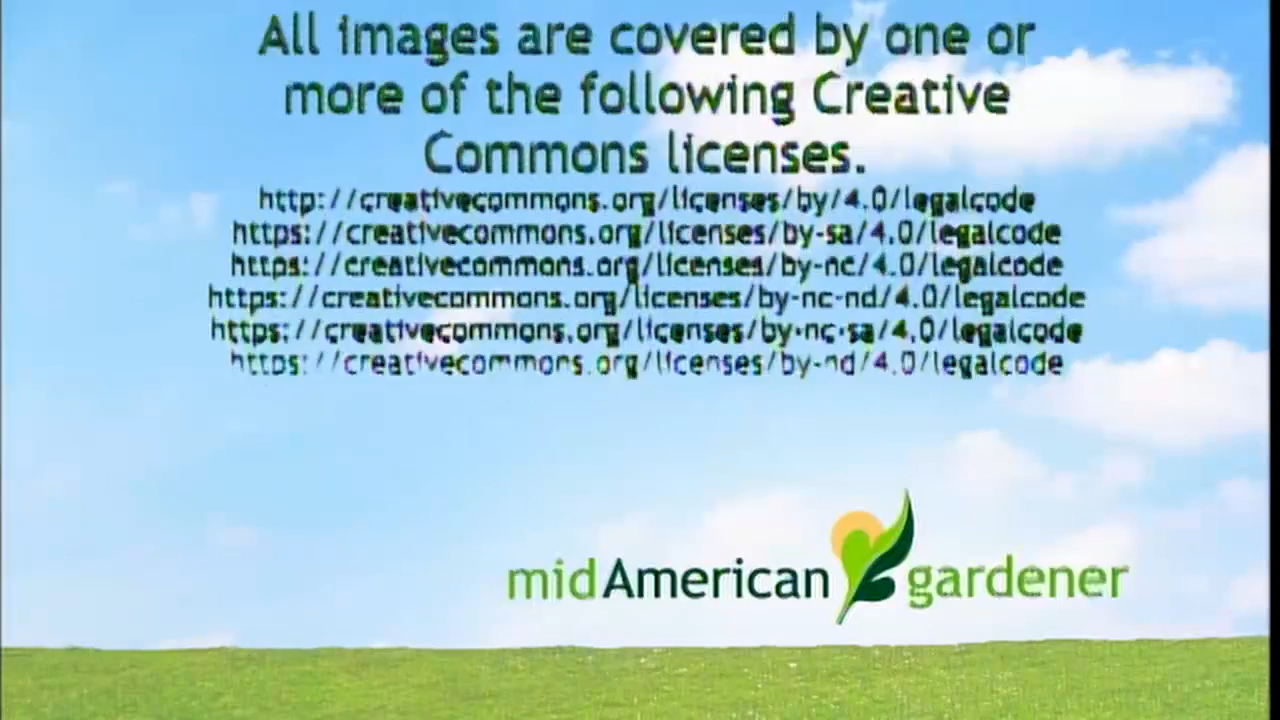 All images are covered by one or
more of the following Creative
Commons licenses.
http://creativecommons.org/licenses/by/4.0/legalcode
https://creativecommons.org/licenses/by-sa/4.0/legalcode
https://creativecommons.org/licenses/by-nc/4.0/legalcode
https://creativecommons.org/licenses/by-nc-nd/4.0/legalcode
https://creativecommons.org/licenses/by-nc-sa/4.0/legalcode
https://creativecommons.org/licenses/by-nd/4.0/legalcode
midAmerican gardener